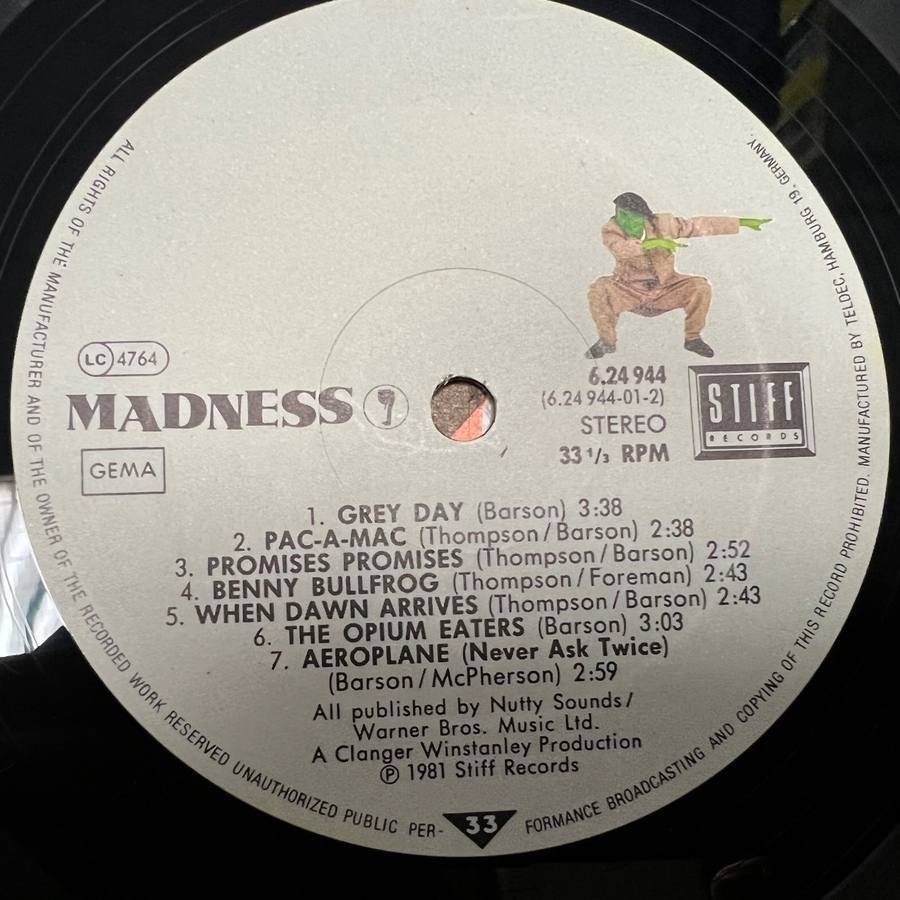 LC 4764
MADNESS 7
GEMA
6.24 944
(6.24 944-01-2)
STEREO
33 1/3 RPM
STIFF
RECORDS
1. GREY DAY (Barson) 3:38
2. PAC-A-MAC (Thompson/Barson) 2:38
3. PROMISES PROMISES (Thompson/Barson) 2:52
4. BENNY BULLFROG (Thompson/Foreman) 2:43
5. WHEN DAWN ARRIVES (Thompson/Barson) 2:43
6. THE OPIUM EATERS (Barson) 3:03
7. AEROPLANE (Never Ask Twice)
(Barson/McPherson) 2:59
All published by Nutty Sounds/
Warner Bros. Music Ltd.
A Clanger Winstanley Production
Ⓟ 1981 Stiff Records
ALL RIGHTS OF THE MANUFACTURER AND OF THE OWNER OF THE RECORDED WORK RESERVED UNAUTHORIZED PUBLIC PER-
33
FORMANCE BROADCASTING AND COPYING OF THIS RECORD PROHIBITED. MANUFACTURED BY TELDEC, HAMBURG 19, GERMANY.